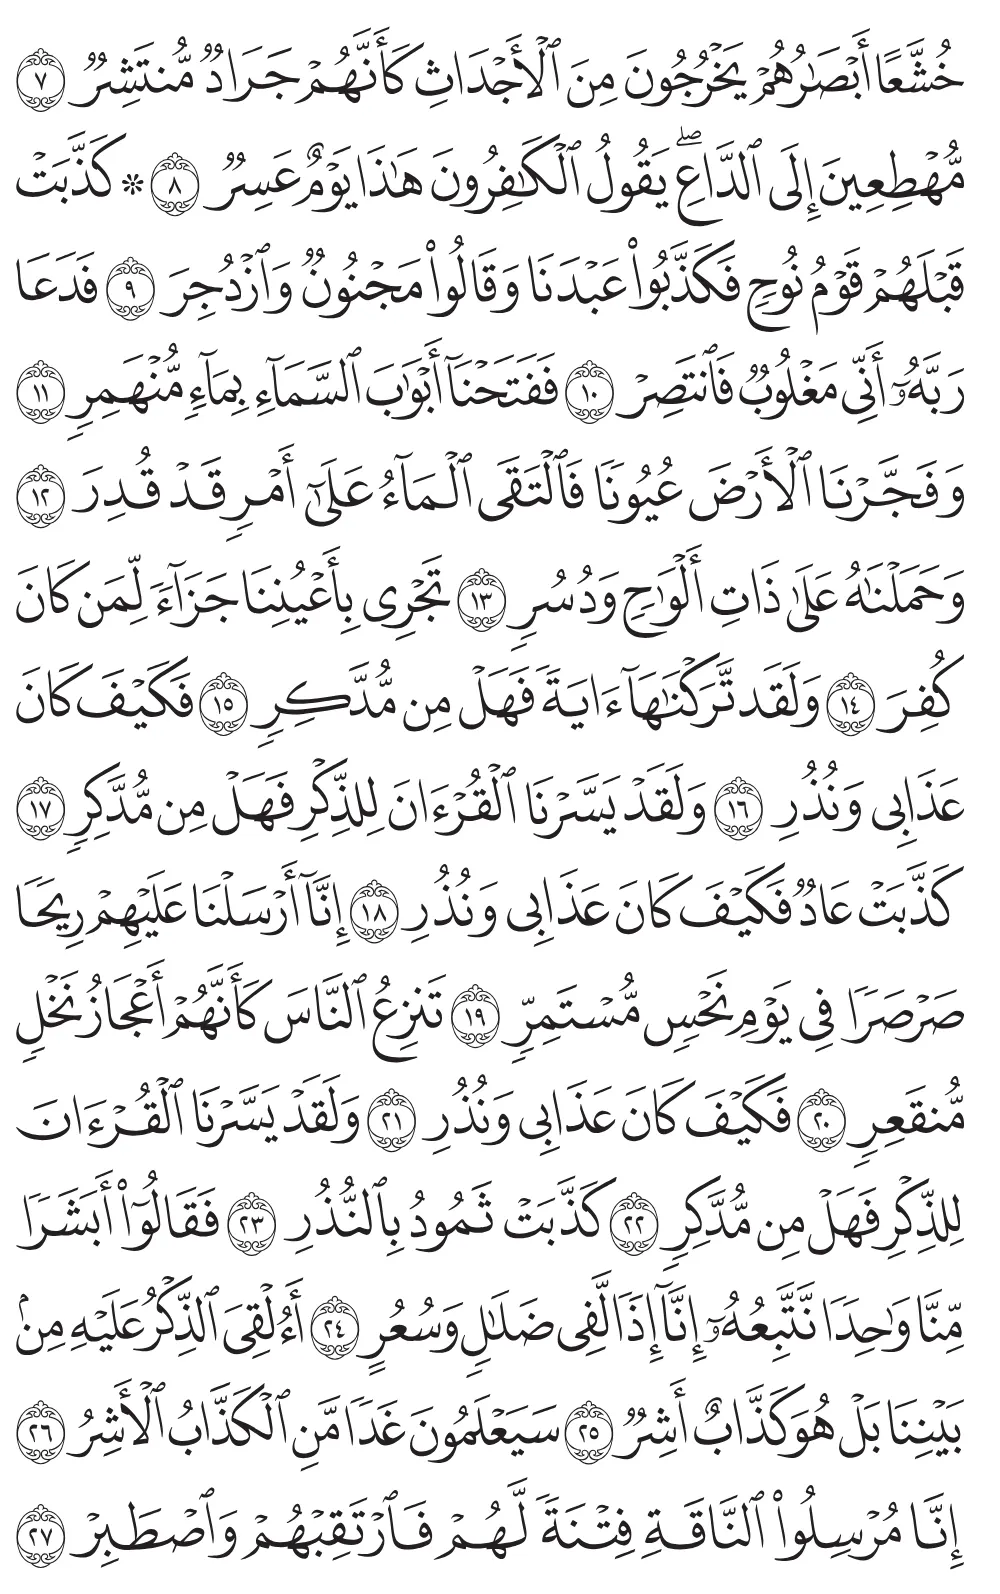 خُشَّعًا أَبۡصَٰرُهُمۡ يَخۡرُجُونَ مِنَ ٱلۡأَجۡدَاثِ كَأَنَّهُمۡ جَرَادٞ مُّنتَشِرٞ ٧
مُّهۡطِعِينَ إِلَى ٱلدَّاعِۖ يَقُولُ ٱلۡكَٰفِرُونَ هَٰذَا يَوۡمٌ عَسِرٞ ٨ ۞ كَذَّبَتۡ
قَبۡلَهُمۡ قَوۡمُ نُوحٖ فَكَذَّبُواْ عَبۡدَنَا وَقَالُواْ مَجۡنُونٞ وَٱزۡدُجِرَ ٩ فَدَعَا
رَبَّهُۥٓ أَنِّي مَغۡلُوبٞ فَٱنتَصِرۡ ١٠ فَفَتَحۡنَآ أَبۡوَٰبَ ٱلسَّمَآءِ بِمَآءٖ مُّنۡهَمِرٖ ١١
وَفَجَّرۡنَا ٱلۡأَرۡضَ عُيُونٗا فَٱلۡتَقَى ٱلۡمَآءُ عَلَىٰٓ أَمۡرٖ قَدۡ قُدِرَ ١٢
وَحَمَلۡنَٰهُ عَلَىٰ ذَاتِ أَلۡوَٰحٖ وَدُسُرٖ ١٣ تَجۡرِي بِأَعۡيُنِنَا جَزَآءٗ لِّمَن كَانَ
كُفِرَ ١٤ وَلَقَد تَّرَكۡنَٰهَآ ءَايَةٗ فَهَلۡ مِن مُّدَّكِرٖ ١٥ فَكَيۡفَ كَانَ
عَذَابِي وَنُذُرِ ١٦ وَلَقَدۡ يَسَّرۡنَا ٱلۡقُرۡءَانَ لِلذِّكۡرِ فَهَلۡ مِن مُّدَّكِرٖ ١٧
كَذَّبَتۡ عَادٞ فَكَيۡفَ كَانَ عَذَابِي وَنُذُرِ ١٨ إِنَّآ أَرۡسَلۡنَا عَلَيۡهِمۡ رِيحٗا
صَرۡصَرٗا فِي يَوۡمِ نَحۡسٖ مُّسۡتَمِرّٖ ١٩ تَنزِعُ ٱلنَّاسَ كَأَنَّهُمۡ أَعۡجَازُ نَخۡلٖ
مُّنقَعِرٖ ٢٠ فَكَيۡفَ كَانَ عَذَابِي وَنُذُرِ ٢١ وَلَقَدۡ يَسَّرۡنَا ٱلۡقُرۡءَانَ
لِلذِّكۡرِ فَهَلۡ مِن مُّدَّكِرٖ ٢٢ كَذَّبَتۡ ثَمُودُ بِٱلنُّذُرِ ٢٣ فَقَالُوٓاْ أَبَشَرٗا
مِّنَّا وَٰحِدٗا نَّتَّبِعُهُۥٓ إِنَّآ إِذٗا لَّفِي ضَلَٰلٖ وَسُعُرٍ ٢٤ أَءُلۡقِيَ ٱلذِّكۡرُ عَلَيۡهِ مِنۢ
بَيۡنِنَا بَلۡ هُوَ كَذَّابٌ أَشِرٞ ٢٥ سَيَعۡلَمُونَ غَدٗا مَّنِ ٱلۡكَذَّابُ ٱلۡأَشِرُ ٢٦
إِنَّا مُرۡسِلُواْ ٱلنَّاقَةِ فِتۡنَةٗ لَّهُمۡ فَٱرۡتَقِبۡهُمۡ وَٱصۡطَبِرۡ ٢٧